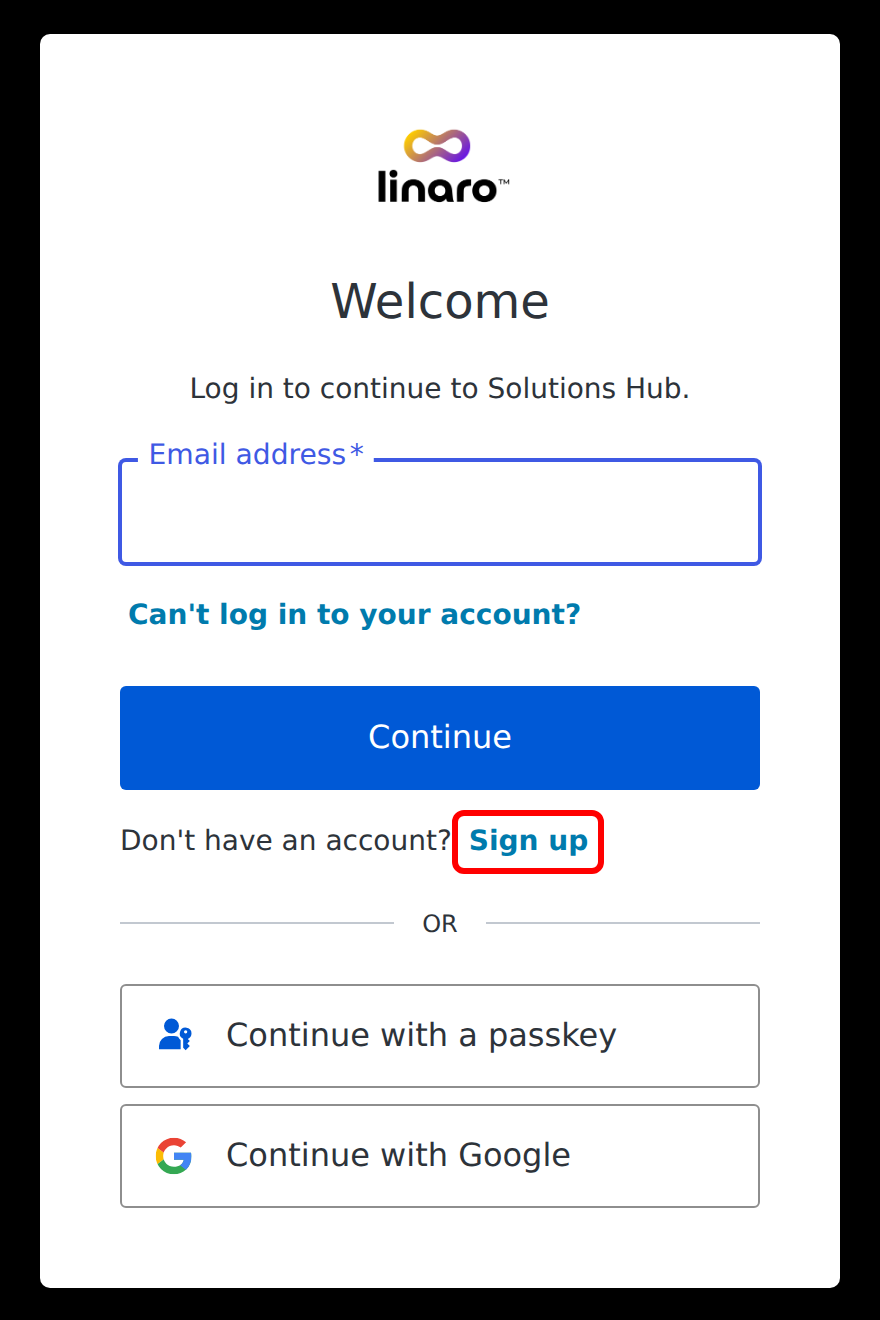 linaro™
Welcome
Log in to continue to Solutions Hub.
Email address*
Can't log in to your account?
Continue
Don't have an account? Sign up
OR
Continue with a passkey
Continue with Google